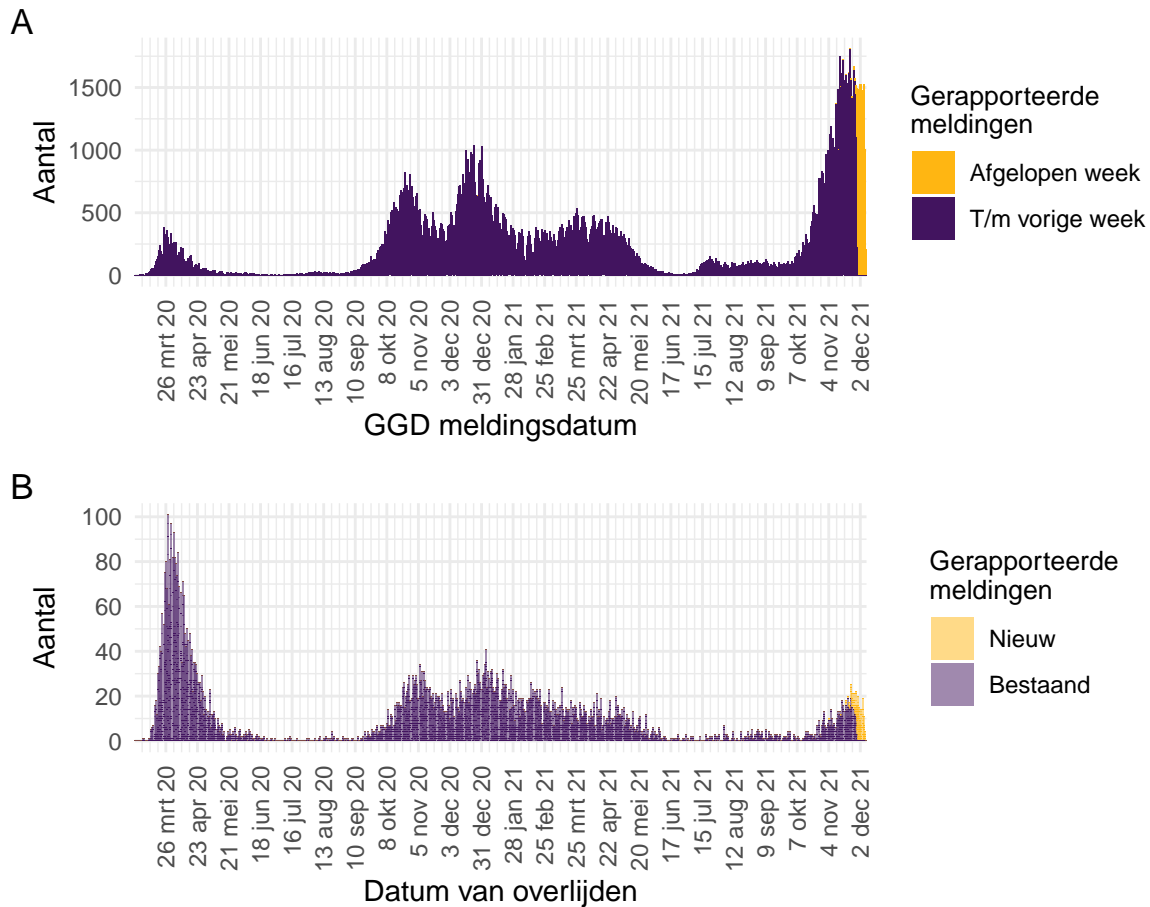 A
1500
1000
500
0
Aantal
26 mrt 20
23 apr 20
21 mei 20
18 jun 20
16 jul 20
13 aug 20
10 sep 20
8 okt 20
5 nov 20
3 dec 20
31 dec 20
28 jan 21
25 feb 21
25 mrt 21
22 apr 21
20 mei 21
17 jun 21
15 jul 21
12 aug 21
9 sep 21
7 okt 21
4 nov 21
2 dec 21
GGD meldingsdatum
Gerapporteerde
meldingen
Afgelopen week
T/m vorige week
B
100
80
60
40
20
0
Aantal
26 mrt 20
23 apr 20
21 mei 20
18 jun 20
16 jul 20
13 aug 20
10 sep 20
8 okt 20
5 nov 20
3 dec 20
31 dec 20
28 jan 21
25 feb 21
25 mrt 21
22 apr 21
20 mei 21
17 jun 21
15 jul 21
12 aug 21
9 sep 21
7 okt 21
4 nov 21
2 dec 21
Datum van overlijden
Gerapporteerde
meldingen
Nieuw
Bestaand